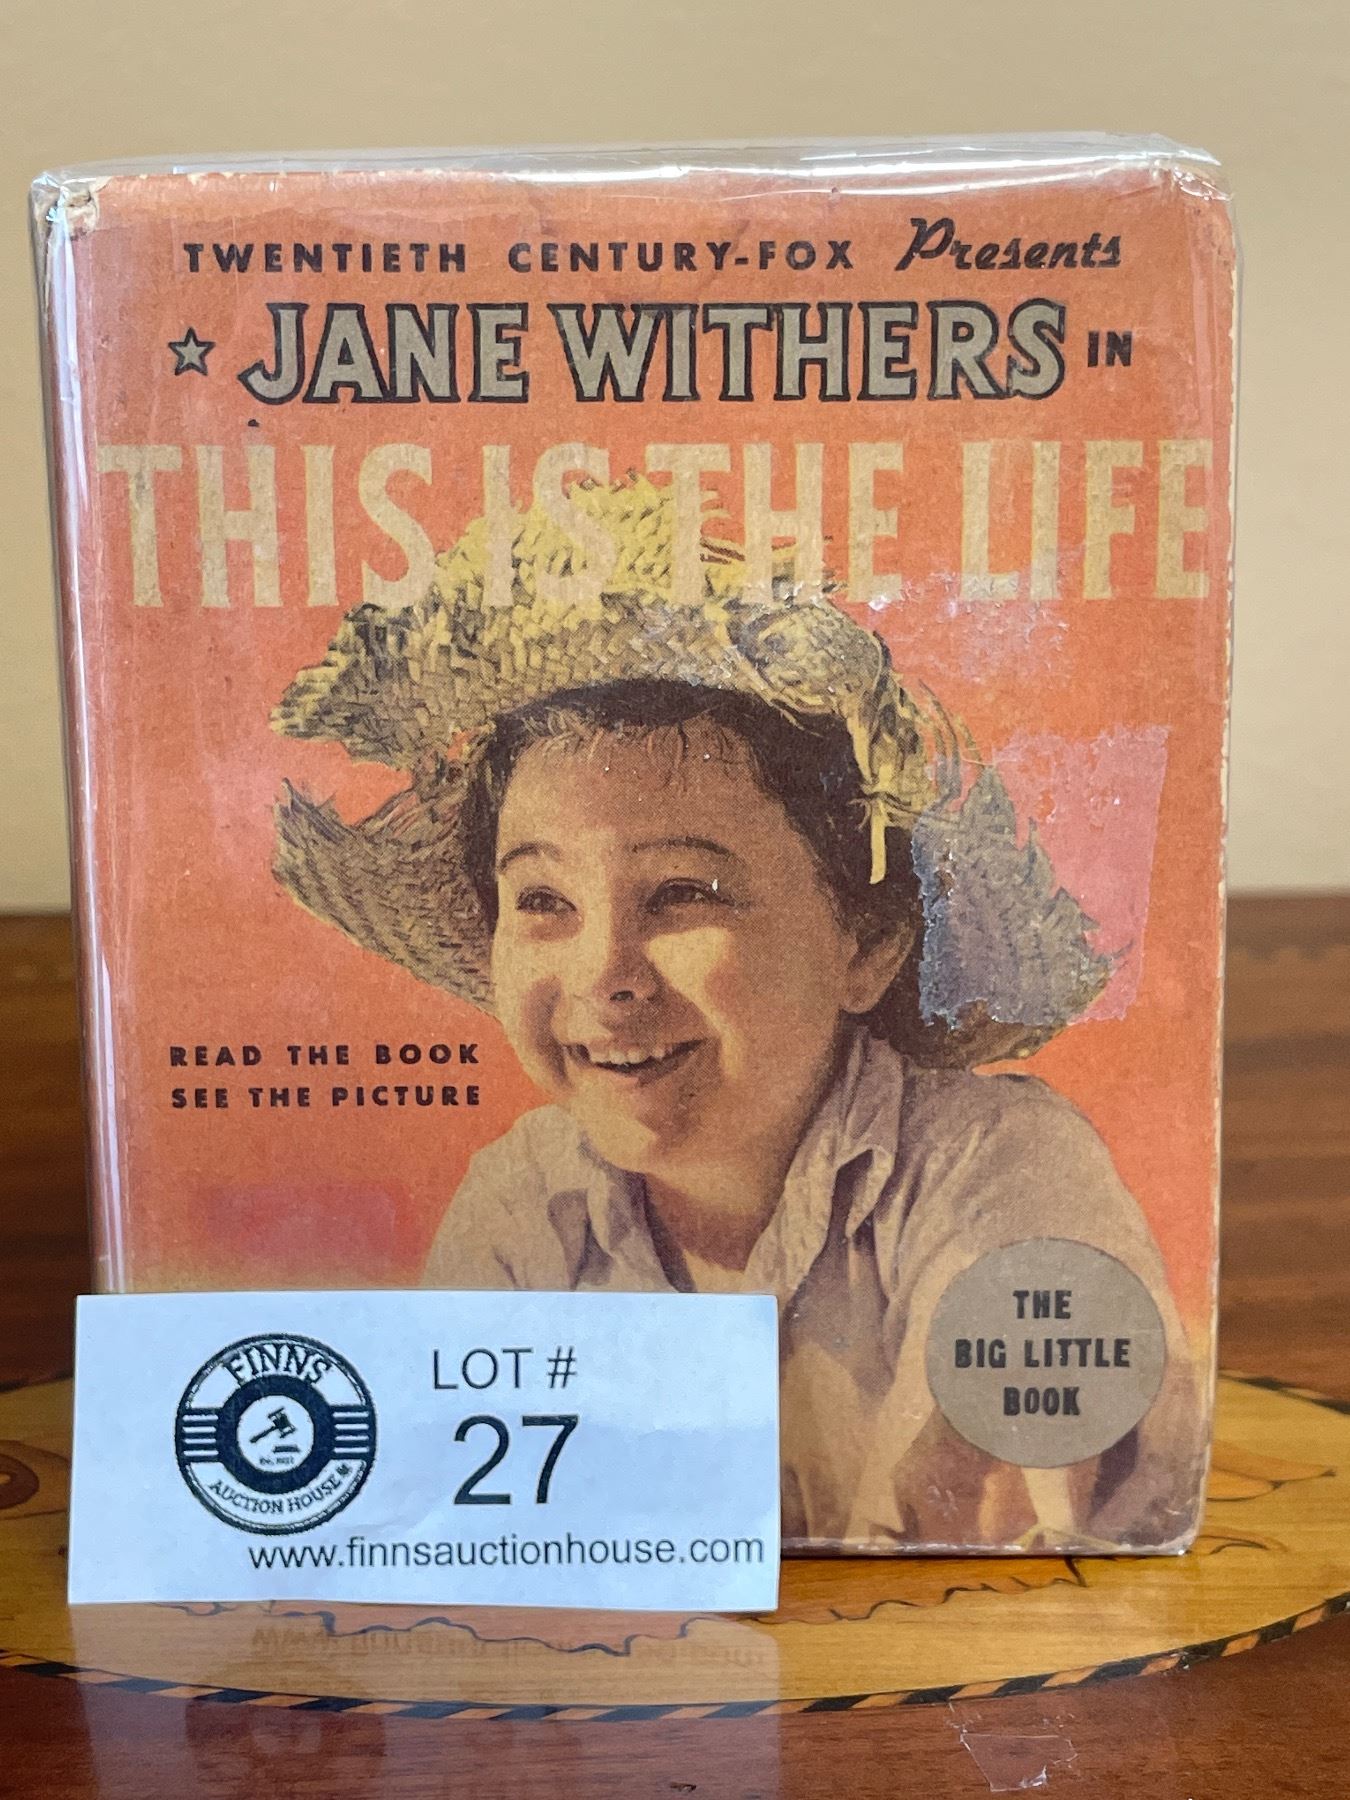 TWENTIETH CENTURY-FOX Presents
JANE WITHERS IN
THIS IS THE LIFE
READ THE BOOK
SEE THE PICTURE
THE
BIG LITTLE
BOOK
FINNS
AUCTION HOUSE
LOT #
27
www.finnsauctionhouse.com